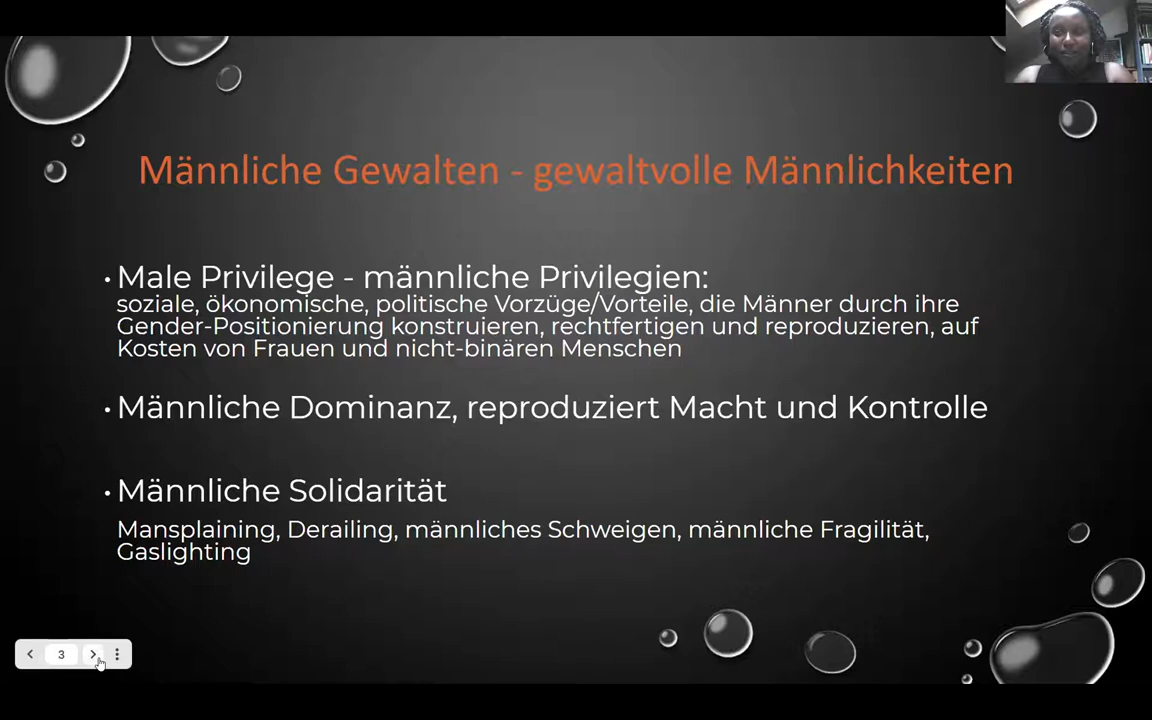 Männliche Gewalten - gewaltvolle Männlichkeiten
• Male Privilege - männliche Privilegien:
soziale, ökonomische, politische Vorzüge/Vorteile, die Männer durch ihre
Gender-Positionierung konstruieren, rechtfertigen und reproduzieren, auf
Kosten von Frauen und nicht-binären Menschen
• Männliche Dominanz, reproduziert Macht und Kontrolle
• Männliche Solidarität
Mansplaining, Derailing, männliches Schweigen, männliche Fragilität,
Gaslighting
3